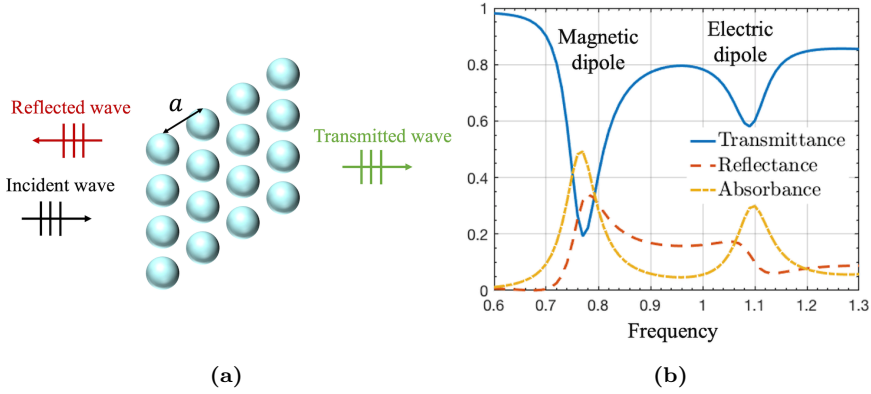 Reflected wave
a
Transmitted wave
Incident wave
(a)
1
0.8
0.6
0.4
0.2
0
Magnetic
dipole
Electric
dipole
Transmittance
Reflectance
Absorbance
0.6 0.7 0.8 0.9 1 1.1 1.2 1.3
Frequency
(b)